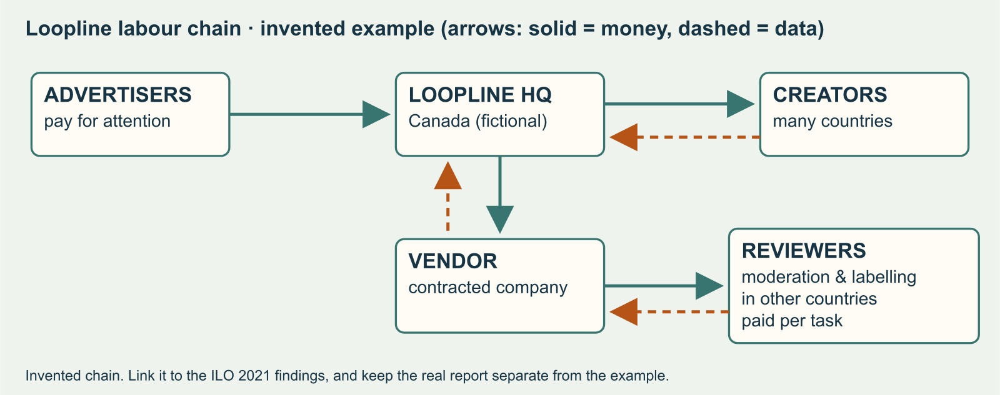 Loopline labour chain · invented example (arrows: solid = money, dashed = data)
ADVERTISERS
pay for attention
LOOPLINE HQ
Canada (fictional)
CREATORS
many countries
VENDOR
contracted company
REVIEWERS
moderation & labelling
in other countries
paid per task
Invented chain. Link it to the ILO 2021 findings, and keep the real report separate from the example.